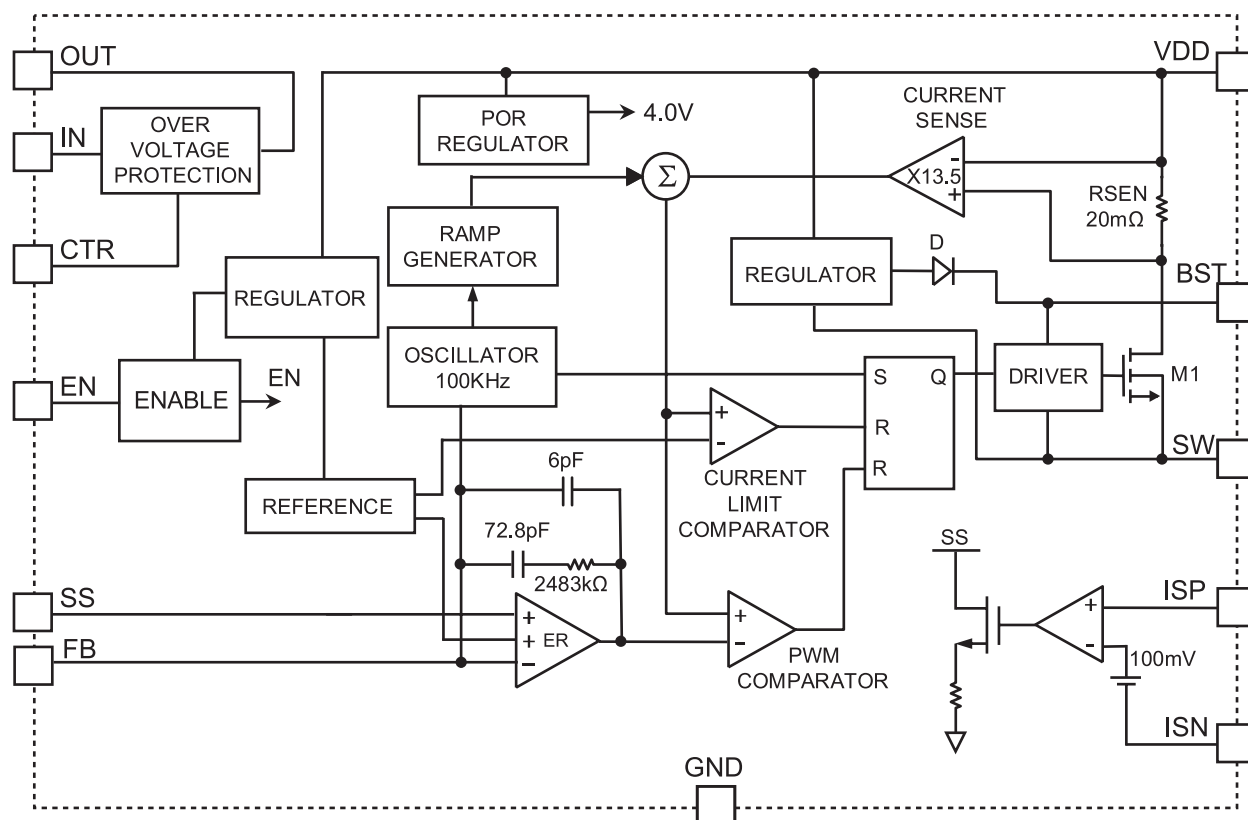 OUT
VDD
IN
OVER
VOLTAGE
PROTECTION
POR
REGULATOR
4.0V
CURRENT
SENSE
Σ
-
X13.5
+
RSEN
20mΩ
CTR
RAMP
GENERATOR
REGULATOR
REGULATOR
D
BST
OSCILLATOR
100KHz
EN
ENABLE
EN
S
Q
R
R
DRIVER
M1
+
-
CURRENT
LIMIT
COMPARATOR
SW
6pF
REFERENCE
72.8pF
2483kΩ
SS
SS
FB
+
+
−
ER
+
−
PWM
COMPARATOR
+
-
100mV
ISP
ISN
GND